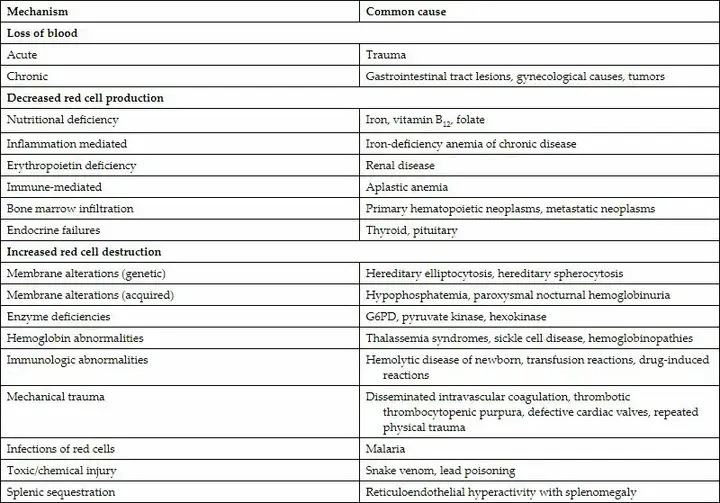 Mechanism Common cause
Loss of blood
Acute Trauma
Chronic Gastrointestinal tract lesions, gynecological causes, tumors
Decreased red cell production
Nutritional deficiency Iron, vitamin B12, folate
Inflammation mediated Iron-deficiency anemia of chronic disease
Erythropoietin deficiency Renal disease
Immune-mediated Aplastic anemia
Bone marrow infiltration Primary hematopoietic neoplasms, metastatic neoplasms
Endocrine failures Thyroid, pituitary
Increased red cell destruction
Membrane alterations (genetic) Hereditary elliptocytosis, hereditary spherocytosis
Membrane alterations (acquired) Hypophosphatemia, paroxysmal nocturnal hemoglobinuria
Enzyme deficiencies G6PD, pyruvate kinase, hexokinase
Hemoglobin abnormalities Thalassemia syndromes, sickle cell disease, hemoglobinopathies
Immunologic abnormalities Hemolytic disease of newborn, transfusion reactions, drug-induced
reactions
Mechanical trauma Disseminated intravascular coagulation, thrombotic
thrombocytopenic purpura, defective cardiac valves, repeated
physical trauma
Infections of red cells Malaria
Toxic/chemical injury Snake venom, lead poisoning
Splenic sequestration Reticuloendothelial hyperactivity with splenomegaly